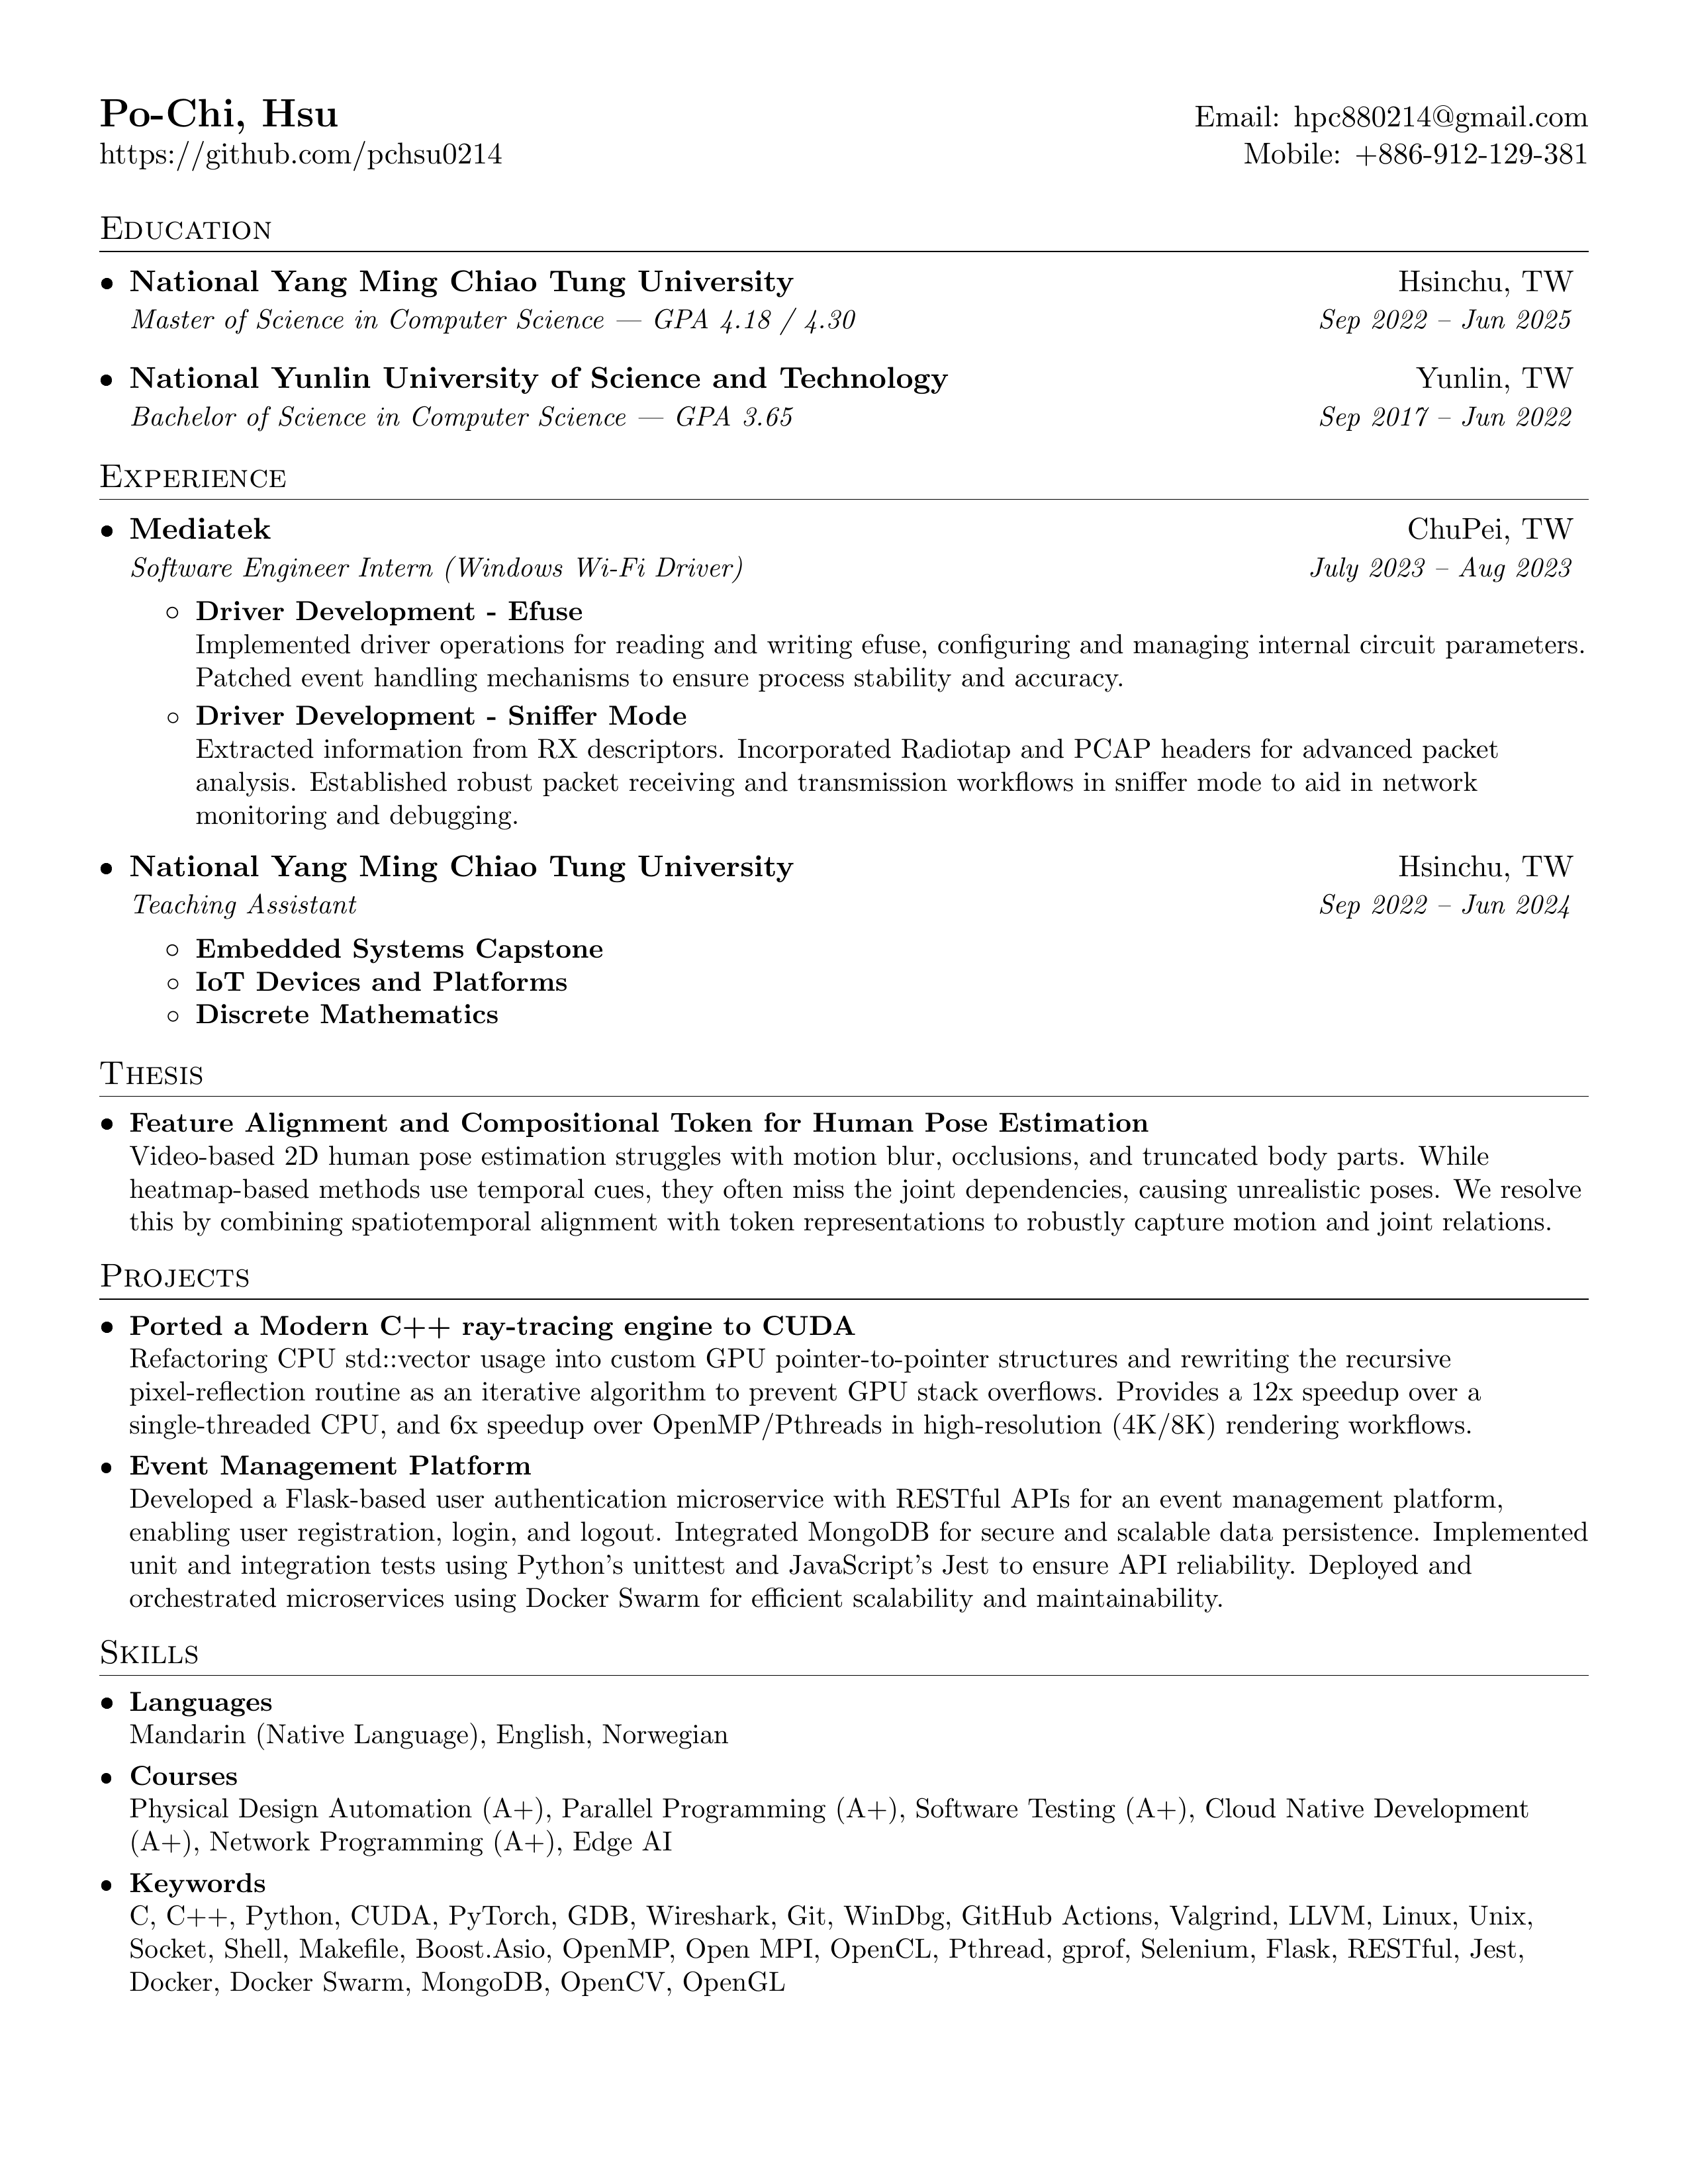 Po-Chi, Hsu
Email: hpc880214@gmail.com
https://github.com/pchsu0214
Mobile: +886-912-129-381
Education
• National Yang Ming Chiao Tung University Hsinchu, TW
Master of Science in Computer Science — GPA 4.18 / 4.30 Sep 2022 – Jun 2025
• National Yunlin University of Science and Technology Yunlin, TW
Bachelor of Science in Computer Science — GPA 3.65 Sep 2017 – Jun 2022
Experience
• Mediatek ChuPei, TW
Software Engineer Intern (Windows Wi-Fi Driver) July 2023 – Aug 2023
◦ Driver Development - Efuse
Implemented driver operations for reading and writing efuse, configuring and managing internal circuit parameters.
Patched event handling mechanisms to ensure process stability and accuracy.
◦ Driver Development - Sniffer Mode
Extracted information from RX descriptors. Incorporated Radiotap and PCAP headers for advanced packet
analysis. Established robust packet receiving and transmission workflows in sniffer mode to aid in network
monitoring and debugging.
• National Yang Ming Chiao Tung University Hsinchu, TW
Teaching Assistant Sep 2022 – Jun 2024
◦ Embedded Systems Capstone
◦ IoT Devices and Platforms
◦ Discrete Mathematics
Thesis
• Feature Alignment and Compositional Token for Human Pose Estimation
Video-based 2D human pose estimation struggles with motion blur, occlusions, and truncated body parts. While
heatmap-based methods use temporal cues, they often miss the joint dependencies, causing unrealistic poses. We resolve
this by combining spatiotemporal alignment with token representations to robustly capture motion and joint relations.
Projects
• Ported a Modern C++ ray-tracing engine to CUDA
Refactoring CPU std::vector usage into custom GPU pointer-to-pointer structures and rewriting the recursive
pixel-reflection routine as an iterative algorithm to prevent GPU stack overflows. Provides a 12x speedup over a
single-threaded CPU, and 6x speedup over OpenMP/Pthreads in high-resolution (4K/8K) rendering workflows.
• Event Management Platform
Developed a Flask-based user authentication microservice with RESTful APIs for an event management platform,
enabling user registration, login, and logout. Integrated MongoDB for secure and scalable data persistence. Implemented
unit and integration tests using Python's unittest and JavaScript's Jest to ensure API reliability. Deployed and
orchestrated microservices using Docker Swarm for efficient scalability and maintainability.
Skills
• Languages
Mandarin (Native Language), English, Norwegian
• Courses
Physical Design Automation (A+), Parallel Programming (A+), Software Testing (A+), Cloud Native Development
(A+), Network Programming (A+), Edge AI
• Keywords
C, C++, Python, CUDA, PyTorch, GDB, Wireshark, Git, WinDbg, GitHub Actions, Valgrind, LLVM, Linux, Unix,
Socket, Shell, Makefile, Boost.Asio, OpenMP, Open MPI, OpenCL, Pthread, gprof, Selenium, Flask, RESTful, Jest,
Docker, Docker Swarm, MongoDB, OpenCV, OpenGL